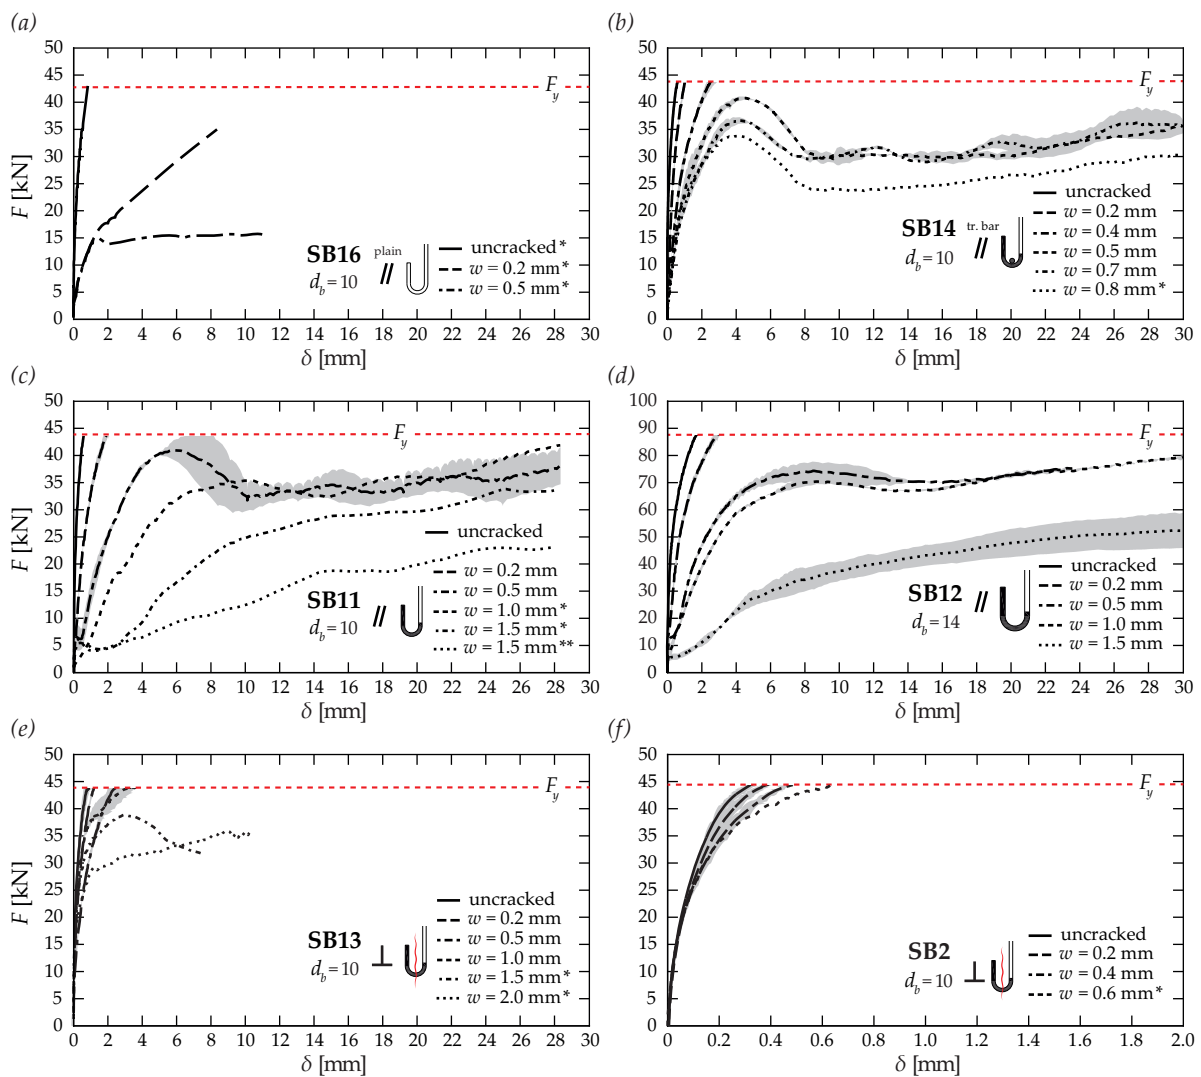 (a)
50
45
40
35
30
25
20
15
10
5
0
F [kN]
F_y
SB16
d_b = 10
plain
//
uncracked*
w = 0.2 mm*
w = 0.5 mm*
0 2 4 6 8 10 12 14 16 18 20 22 24 26 28 30
δ [mm]
(b)
50
45
40
35
30
25
20
15
10
5
0
F_y
SB14
d_b = 10
tr. bar
//
uncracked
w = 0.2 mm
w = 0.4 mm
w = 0.5 mm
w = 0.7 mm
w = 0.8 mm*
0 2 4 6 8 10 12 14 16 18 20 22 24 26 28 30
δ [mm]
(c)
50
45
40
35
30
25
20
15
10
5
0
F [kN]
F_y
SB11
d_b = 10
//
uncracked
w = 0.2 mm
w = 0.5 mm
w = 1.0 mm*
w = 1.5 mm*
w = 1.5 mm**
0 2 4 6 8 10 12 14 16 18 20 22 24 26 28 30
δ [mm]
(d)
100
90
80
70
60
50
40
30
20
10
0
F_y
SB12
d_b = 14
//
uncracked
w = 0.2 mm
w = 0.5 mm
w = 1.0 mm
w = 1.5 mm
0 2 4 6 8 10 12 14 16 18 20 22 24 26 28 30
δ [mm]
(e)
50
45
40
35
30
25
20
15
10
5
0
F [kN]
F_y
SB13
d_b = 10
⊥
uncracked
w = 0.2 mm
w = 0.5 mm
w = 1.0 mm
w = 1.5 mm*
w = 2.0 mm*
0 2 4 6 8 10 12 14 16 18 20 22 24 26 28 30
δ [mm]
(f)
50
45
40
35
30
25
20
15
10
5
0
F_y
SB2
d_b = 10
⊥
uncracked
w = 0.2 mm
w = 0.4 mm
w = 0.6 mm*
0 0.2 0.4 0.6 0.8 1.0 1.2 1.4 1.6 1.8 2.0
δ [mm]